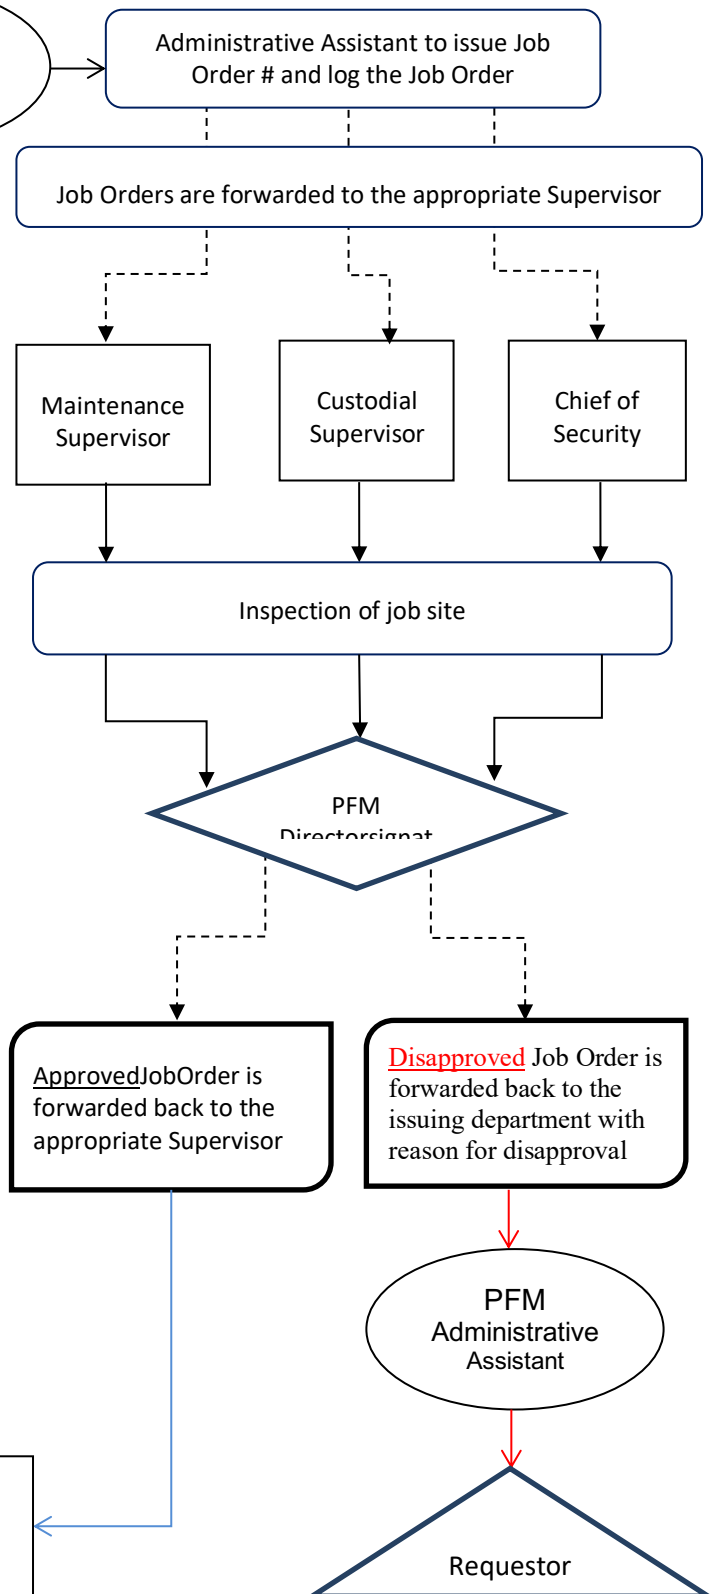 Administrative Assistant to issue Job
Order # and log the Job Order
Job Orders are forwarded to the appropriate Supervisor
Maintenance
Supervisor
Custodial
Supervisor
Chief of
Security
Inspection of job site
PFM
Directorsignat
ApprovedJobOrder is
forwarded back to the
appropriate Supervisor
Disapproved Job Order is
forwarded back to the
issuing department with
reason for disapproval
PFM
Administrative
Assistant
Requestor